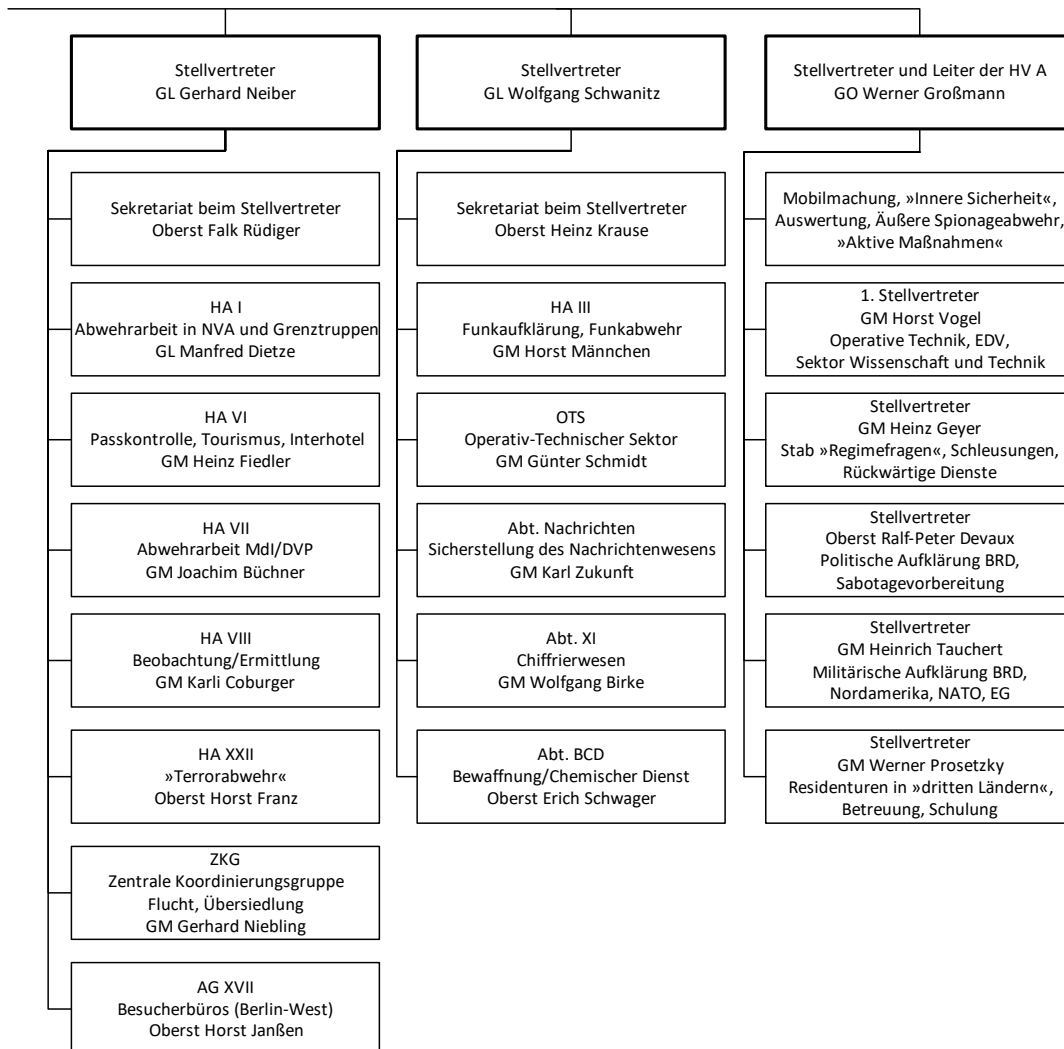 Stellvertreter
GL Gerhard Neiber
Sekretariat beim Stellvertreter
Oberst Falk Rüdiger
HA I
Abwehrarbeit in NVA und Grenztruppen
GL Manfred Dietze
HA VI
Passkontrolle, Tourismus, Interhotel
GM Heinz Fiedler
HA VII
Abwehrarbeit MdI/DVP
GM Joachim Büchner
HA VIII
Beobachtung/Ermittlung
GM Karli Coburger
HA XXII
»Terrorabwehr«
Oberst Horst Franz
ZKG
Zentrale Koordinierungsgruppe
Flucht, Übersiedlung
GM Gerhard Niebling
AG XVII
Besucherbüros (Berlin-West)
Oberst Horst Janßen
Stellvertreter
GL Wolfgang Schwanitz
Sekretariat beim Stellvertreter
Oberst Heinz Krause
HA III
Funkaufklärung, Funkabwehr
GM Horst Männchen
OTS
Operativ-Technischer Sektor
GM Günter Schmidt
Abt. Nachrichten
Sicherstellung des Nachrichtenwesens
GM Karl Zukunft
Abt. XI
Chiffrierwesen
GM Wolfgang Birke
Abt. BCD
Bewaffnung/Chemischer Dienst
Oberst Erich Schwager
Stellvertreter und Leiter der HV A
GO Werner Großmann
Mobilmachung, »Innere Sicherheit«,
Auswertung, Äußere Spionageabwehr,
»Aktive Maßnahmen«
1. Stellvertreter
GM Horst Vogel
Operative Technik, EDV,
Sektor Wissenschaft und Technik
Stellvertreter
GM Heinz Geyer
Stab »Regimefragen«, Schleusungen,
Rückwärtige Dienste
Stellvertreter
Oberst Ralf-Peter Devaux
Politische Aufklärung BRD,
Sabotagevorbereitung
Stellvertreter
GM Heinrich Tauchert
Militärische Aufklärung BRD,
Nordamerika, NATO, EG
Stellvertreter
GM Werner Prosetzky
Residenturen in »dritten Ländern«,
Betreuung, Schulung